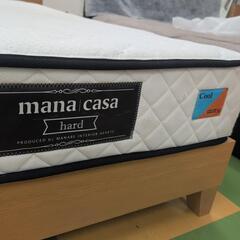 mana casa
hard
PRODUCED BY MANABE INTERIOR HEARTS
Cool